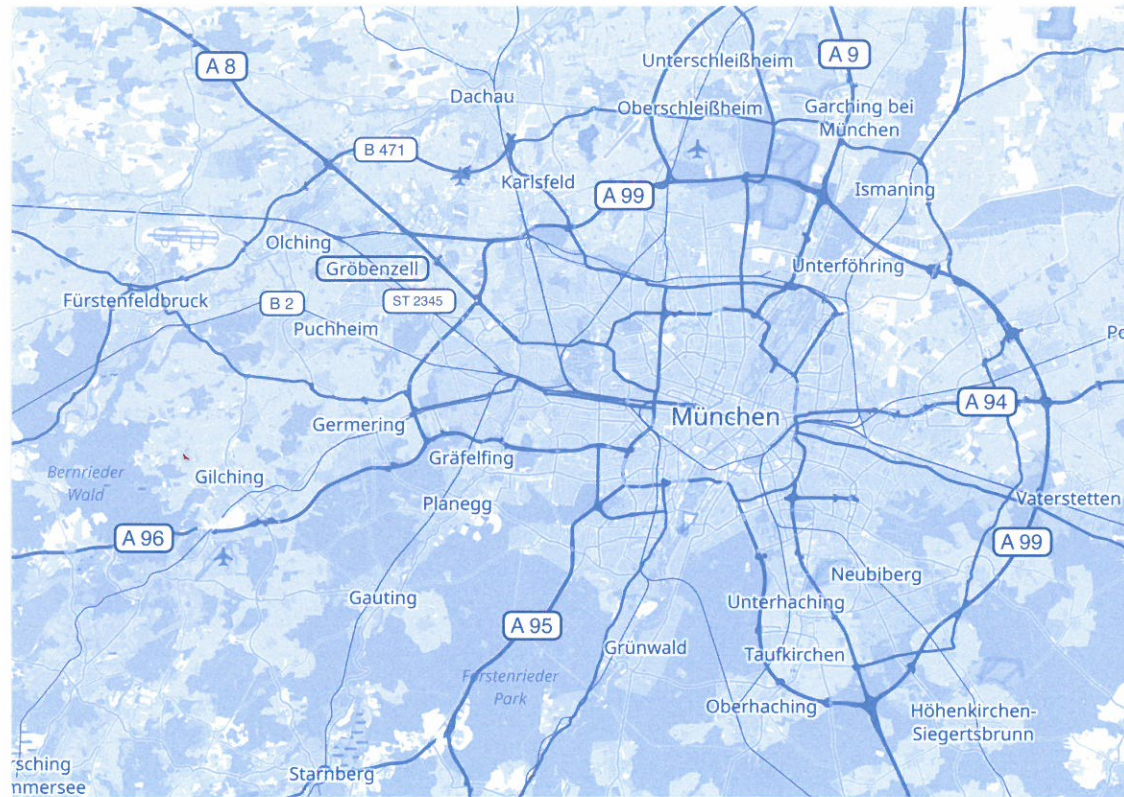 A 8
A 9
Unterschleißheim
Dachau
Oberschleißheim
Garching bei
München
B 471
Karlsfeld
A 99
Ismaning
Olching
Gröbenzell
Unterföhring
Fürstenfeldbruck
B 2
ST 2345
Puchheim
Po
A 94
München
Germering
Gräfelfing
Bernrieder
Wald
Gilching
Planegg
Vaterstetten
A 96
A 99
Neubiberg
Gauting
Unterhaching
A 95
Grünwald
Taufkirchen
Forstenrieder
Park
Oberhaching
Höhenkirchen-
Siegertsbrunn
rsching
mmersee
Starnberg